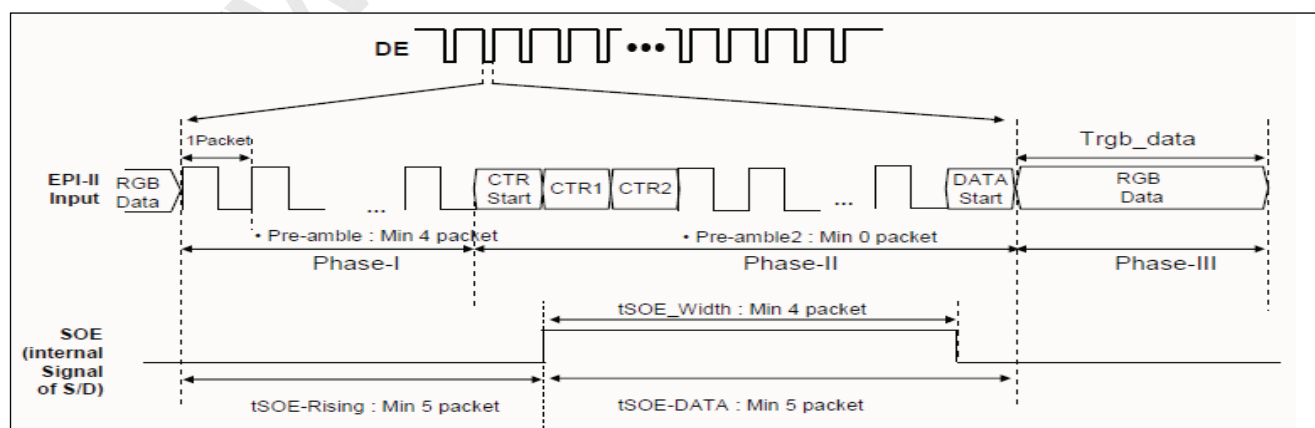 DE
1Packet
Trgb_data
EPI-II
Input
RGB
Data
...
CTR
Start
CTR1
CTR2
...
DATA
Start
RGB
Data
• Pre-amble : Min 4 packet
• Pre-amble2 : Min 0 packet
Phase-I
Phase-II
Phase-III
tSOE_Width : Min 4 packet
SOE
(internal
Signal
of S/D)
tSOE-Rising : Min 5 packet
tSOE-DATA : Min 5 packet